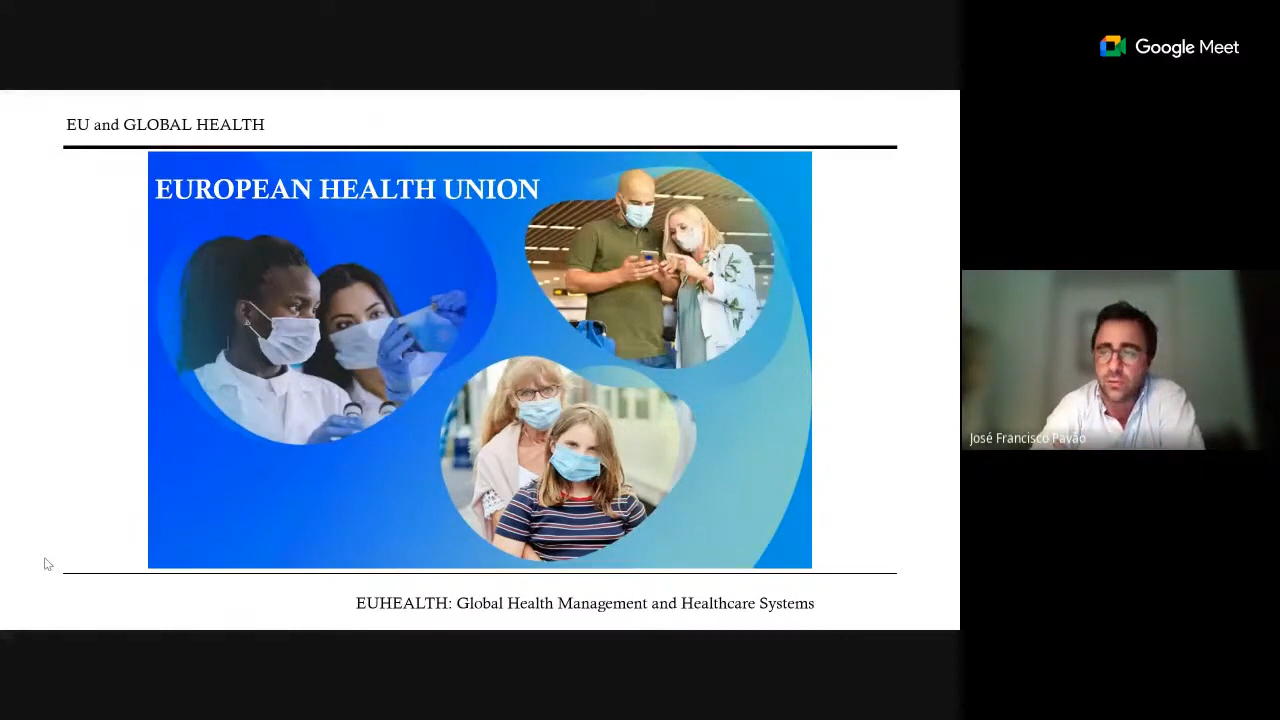 Google Meet
EU and GLOBAL HEALTH
EUROPEAN HEALTH UNION
José Francisco Pavão
EUHEALTH: Global Health Management and Healthcare Systems